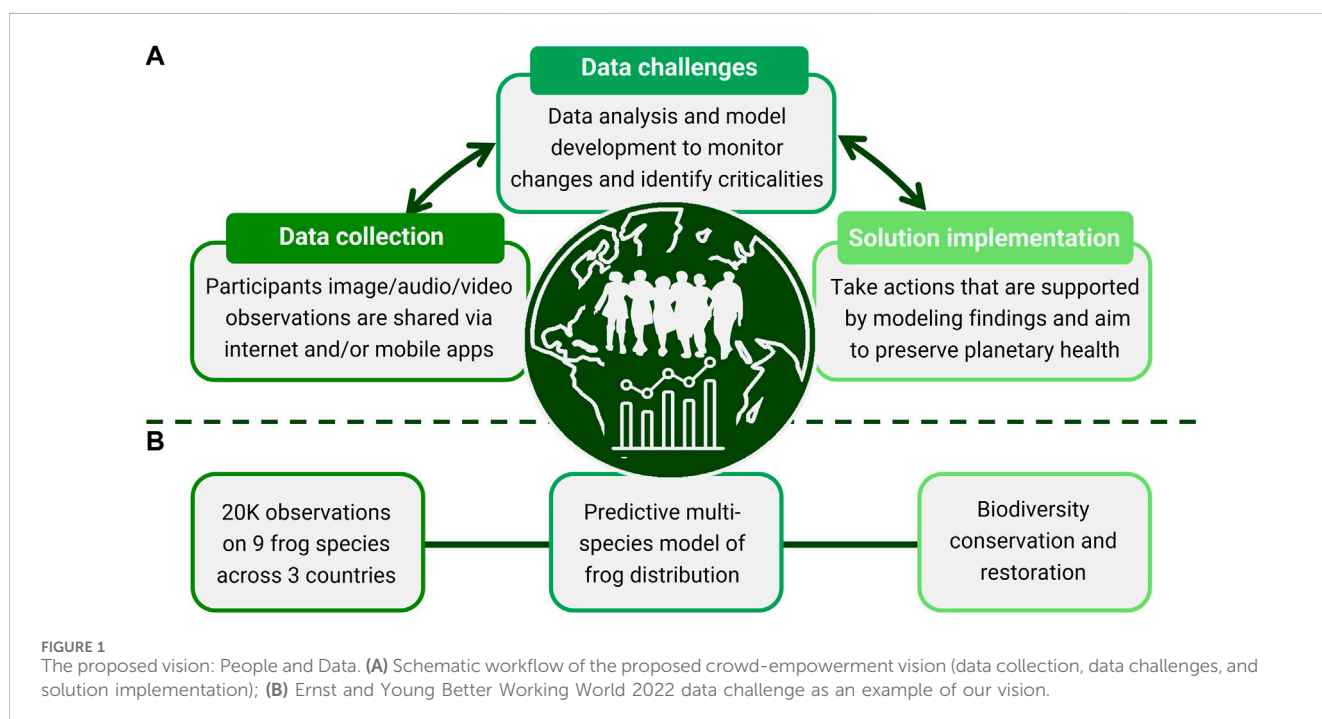 A
Data challenges
Data analysis and model
development to monitor
changes and identify criticalities
Data collection
Participants image/audio/video
observations are shared via
internet and/or mobile apps
Solution implementation
Take actions that are supported
by modeling findings and aim
to preserve planetary health
B
20K observations
on 9 frog species
across 3 countries
Predictive multi-
species model of
frog distribution
Biodiversity
conservation and
restoration
FIGURE 1
The proposed vision: People and Data. (A) Schematic workflow of the proposed crowd-empowerment vision (data collection, data challenges, and
solution implementation); (B) Ernst and Young Better Working World 2022 data challenge as an example of our vision.